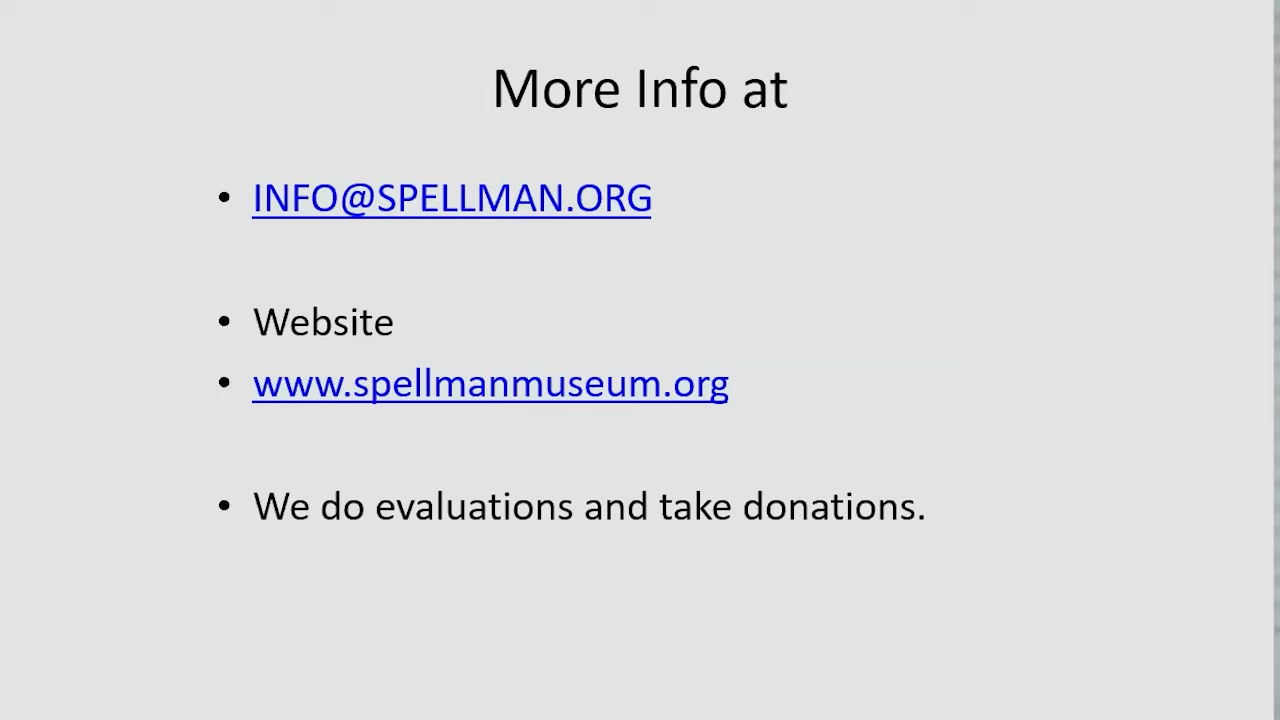 More Info at
• INFO@SPELLMAN.ORG
• Website
• www.spellmanmuseum.org
• We do evaluations and take donations.